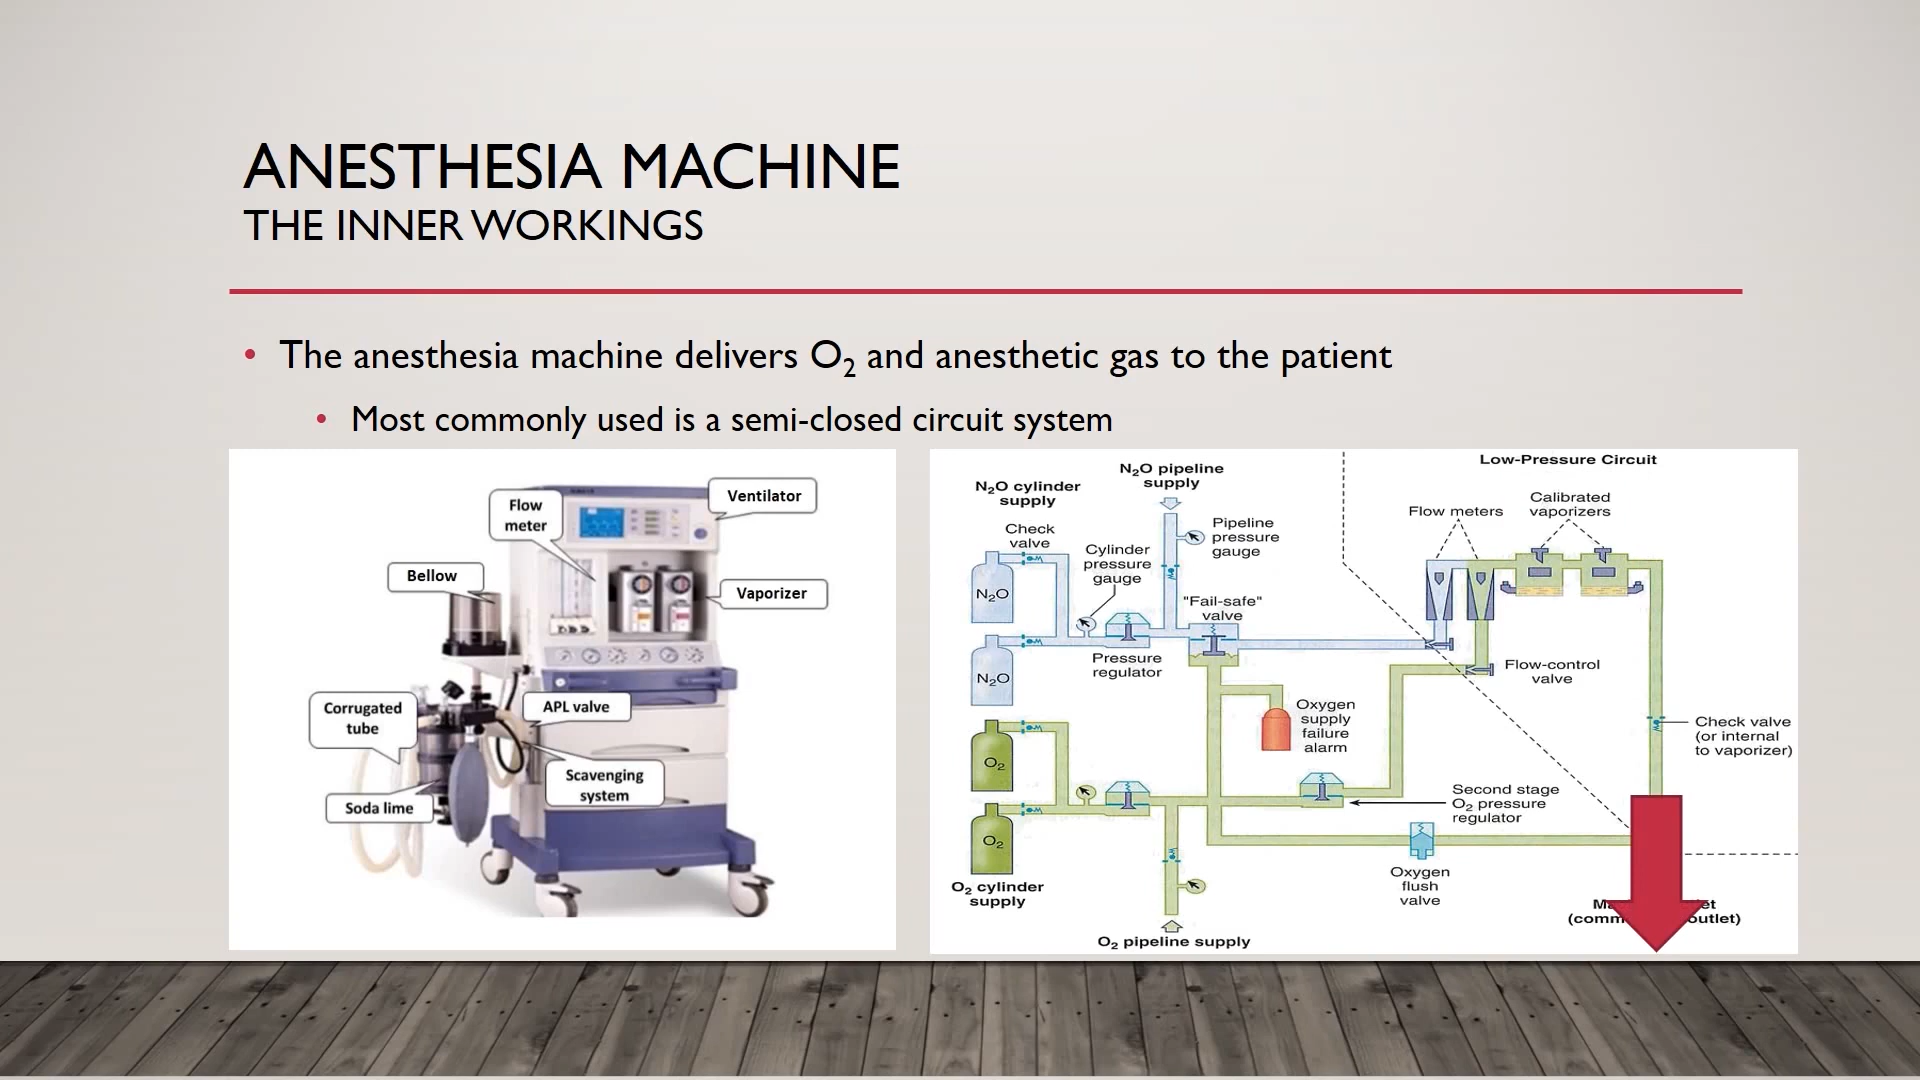 ANESTHESIA MACHINE
THE INNER WORKINGS
• The anesthesia machine delivers O₂ and anesthetic gas to the patient
• Most commonly used is a semi-closed circuit system
Flow
meter
Ventilator
Bellow
Vaporizer
Corrugated
tube
APL valve
Scavenging
system
Soda lime
Low-Pressure Circuit
N₂O pipeline
supply
N₂O cylinder
supply
Calibrated
vaporizers
Flow meters
Check
valve
Pipeline
pressure
gauge
Cylinder
pressure
gauge
N₂O
"Fail-safe"
valve
Pressure
regulator
N₂O
Flow-control
valve
Oxygen
supply
failure
alarm
Check valve
(or internal
to vaporizer)
O₂
Second stage
O₂ pressure
regulator
O₂
Oxygen
flush
valve
O₂ cylinder
supply
outlet)
O₂ pipeline supply